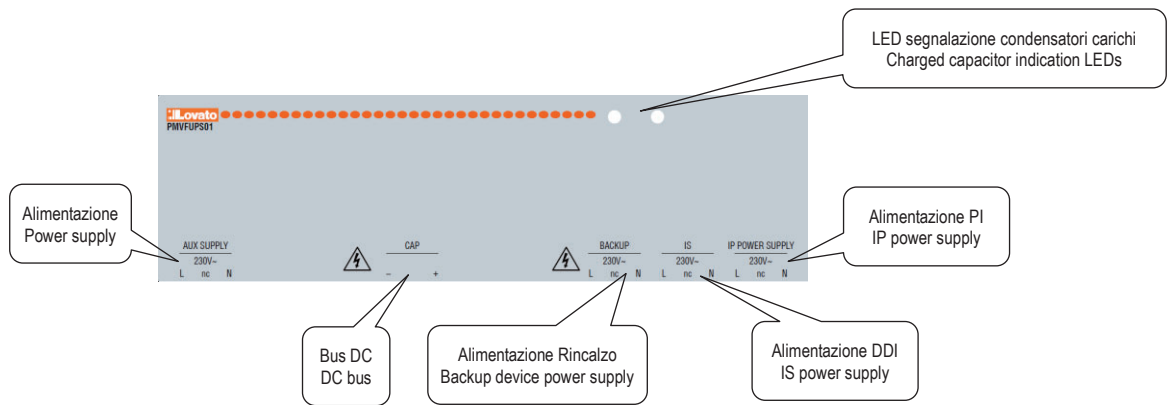 LED segnalazione condensatori carichi
Charged capacitor indication LEDs
Lovato
PMVFUPS01
Alimentazione
Power supply
Alimentazione PI
IP power supply
AUX SUPPLY
230V~
L nc N
CAP
– +
BACKUP
230V~
L nc N
IS
230V~
L nc N
IP POWER SUPPLY
230V~
L nc N
Bus DC
DC bus
Alimentazione Rincalzo
Backup device power supply
Alimentazione DDI
IS power supply